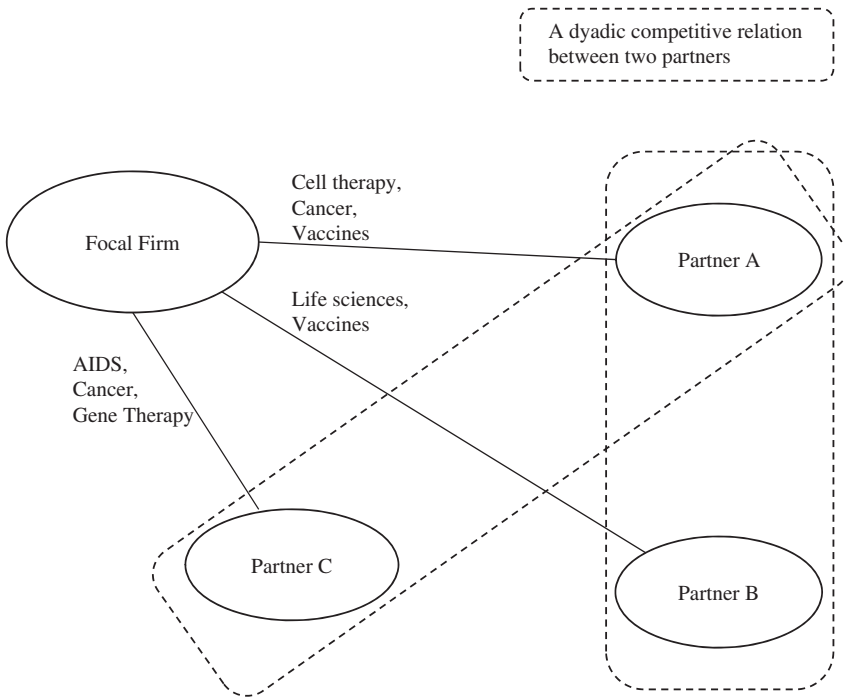 A dyadic competitive relation
between two partners
Cell therapy,
Cancer,
Vaccines
Focal Firm
Partner A
Life sciences,
Vaccines
AIDS,
Cancer,
Gene Therapy
Partner C
Partner B